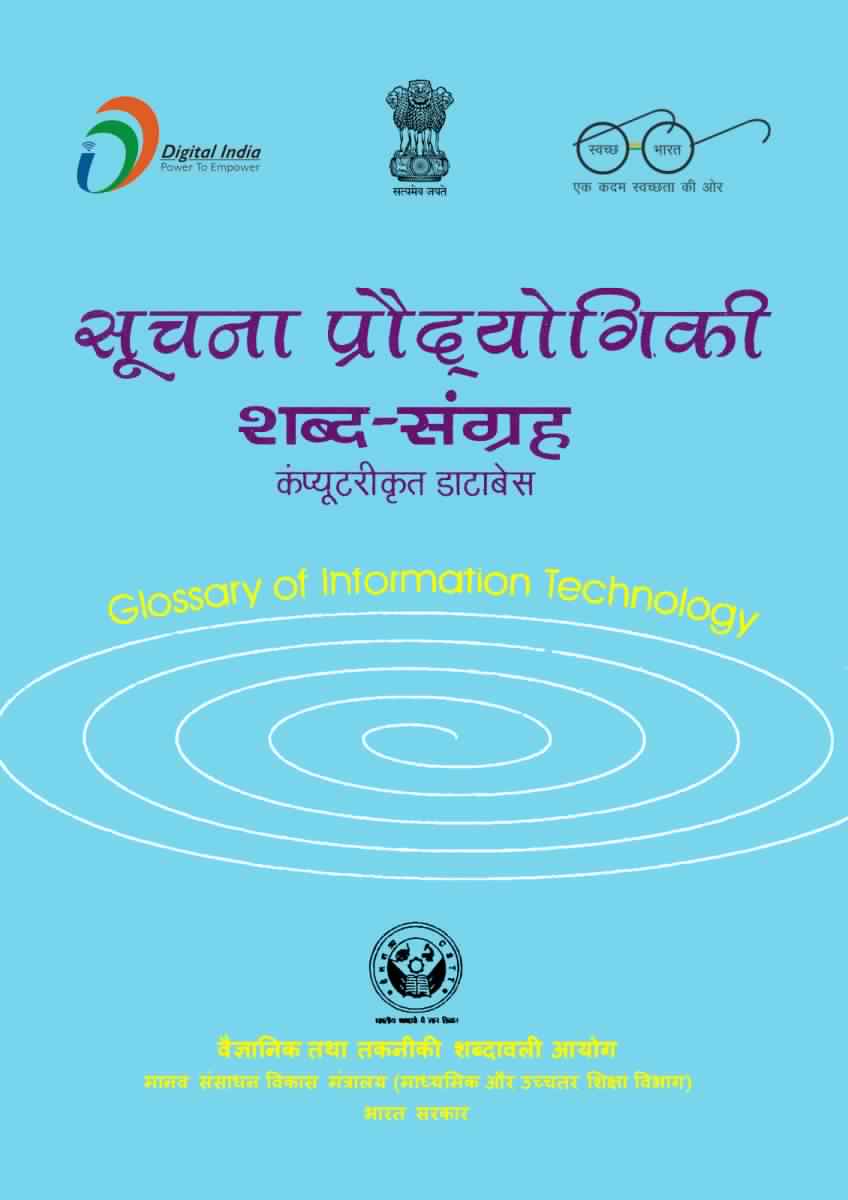 Digital India
Power To Empower
सत्यमेव जयते
स्वच्छ भारत
एक कदम स्वच्छता की ओर
सूचना प्रौद्योगिकी
शब्द-संग्रह
कंप्यूटरीकृत डाटाबेस
Glossary of Information Technology
CSTT
वैज्ञानिक तथा तकनीकी शब्दावली आयोग
मानव संसाधन विकास मंत्रालय (माध्यमिक और उच्चतर शिक्षा विभाग)
भारत सरकार